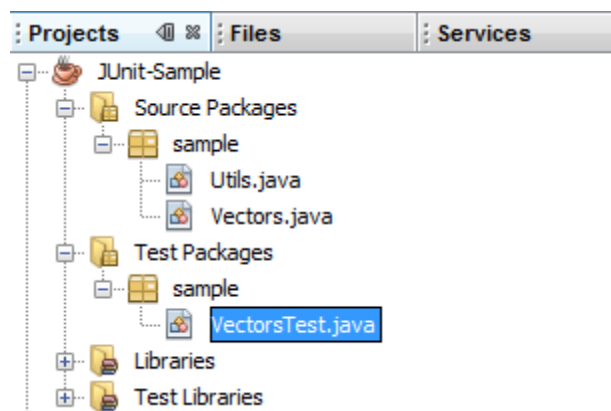 Projects Files Services
JUnit-Sample
Source Packages
sample
Utils.java
Vectors.java
Test Packages
sample
VectorsTest.java
Libraries
Test Libraries